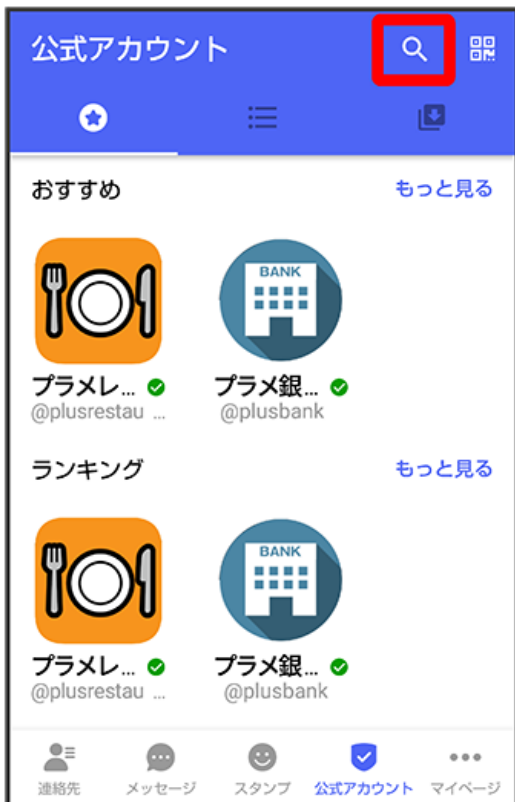 公式アカウント
おすすめ もっと見る
BANK
プラメレ... プラメ銀...
@plusrestau ... @plusbank
ランキング もっと見る
BANK
プラメレ... プラメ銀...
@plusrestau ... @plusbank
連絡先 メッセージ スタンプ 公式アカウント マイページ